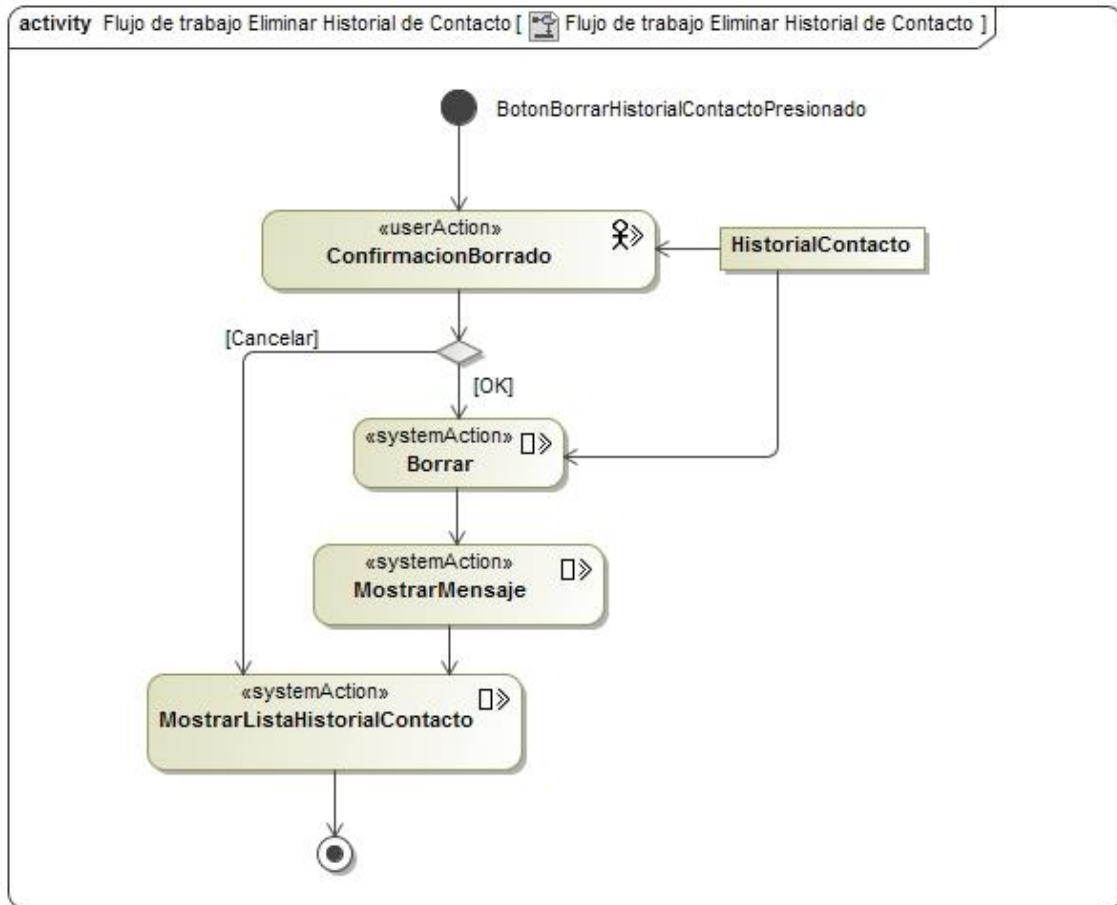 activity Flujo de trabajo Eliminar Historial de Contacto [ Flujo de trabajo Eliminar Historial de Contacto ]
BotonBorrarHistorialContactoPresionado
«userAction»
ConfirmacionBorrado
HistorialContacto
[Cancelar]
[OK]
«systemAction»
Borrar
«systemAction»
MostrarMensaje
«systemAction»
MostrarListaHistorialContacto